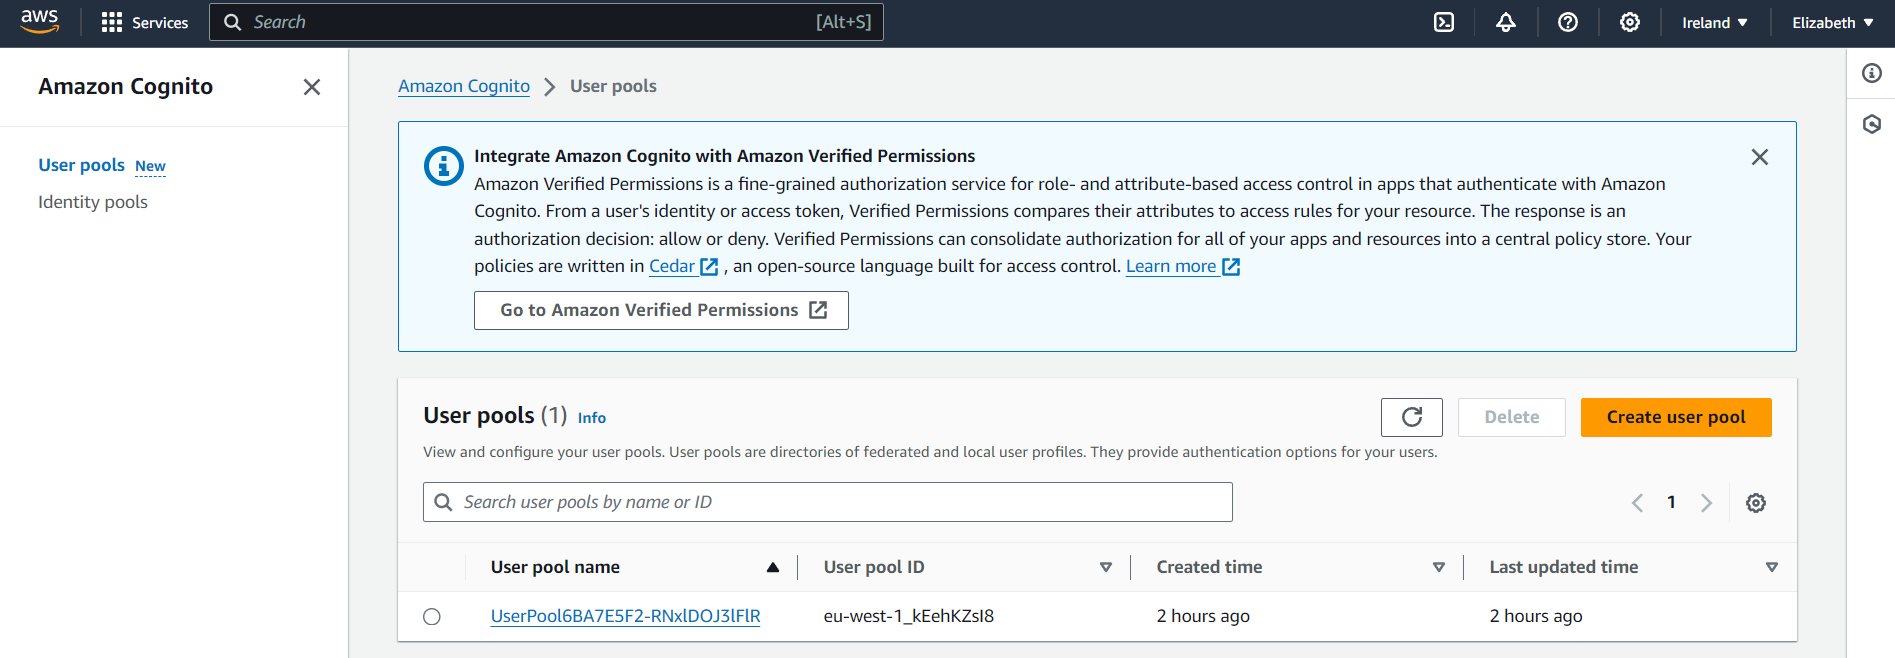 aws
Services
Search
[Alt+S]
Ireland
Elizabeth
Amazon Cognito
User pools New
Identity pools
Amazon Cognito
User pools
Integrate Amazon Cognito with Amazon Verified Permissions
Amazon Verified Permissions is a fine-grained authorization service for role- and attribute-based access control in apps that authenticate with Amazon
Cognito. From a user's identity or access token, Verified Permissions compares their attributes to access rules for your resource. The response is an
authorization decision: allow or deny. Verified Permissions can consolidate authorization for all of your apps and resources into a central policy store. Your
policies are written in Cedar , an open-source language built for access control. Learn more
Go to Amazon Verified Permissions
User pools (1) Info
Delete
Create user pool
View and configure your user pools. User pools are directories of federated and local user profiles. They provide authentication options for your users.
Search user pools by name or ID
1
User pool name
User pool ID
Created time
Last updated time
UserPool6BA7E5F2-RNxlDOJ3lFlR
eu-west-1_kEehKZsI8
2 hours ago
2 hours ago